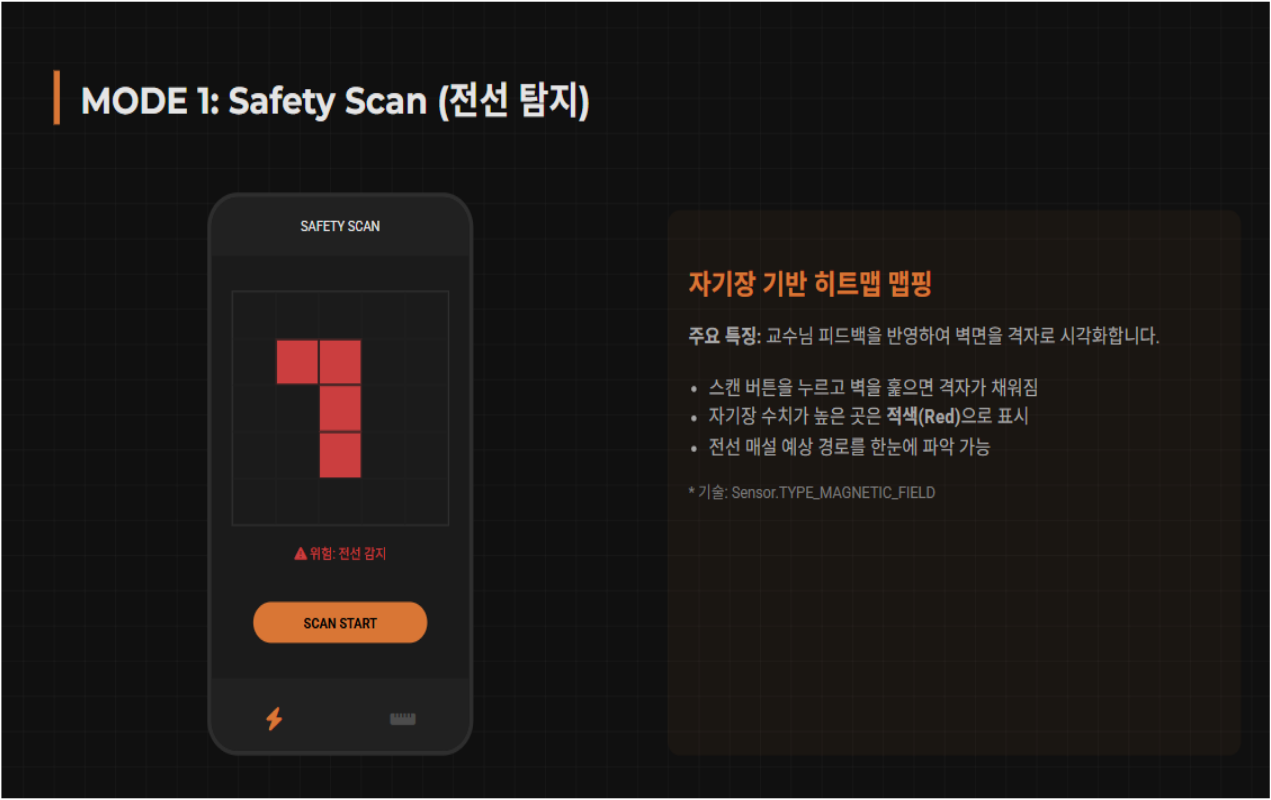 MODE 1: Safety Scan (전선 탐지)
SAFETY SCAN
위험: 전선 감지
SCAN START
자기장 기반 히트맵 맵핑
주요 특징: 교수님 피드백을 반영하여 벽면을 격자로 시각화합니다.
• 스캔 버튼을 누르고 벽을 훑으면 격자가 채워짐
• 자기장 수치가 높은 곳은 적색(Red)으로 표시
• 전선 매설 예상 경로를 한눈에 파악 가능
* 기술: Sensor.TYPE_MAGNETIC_FIELD